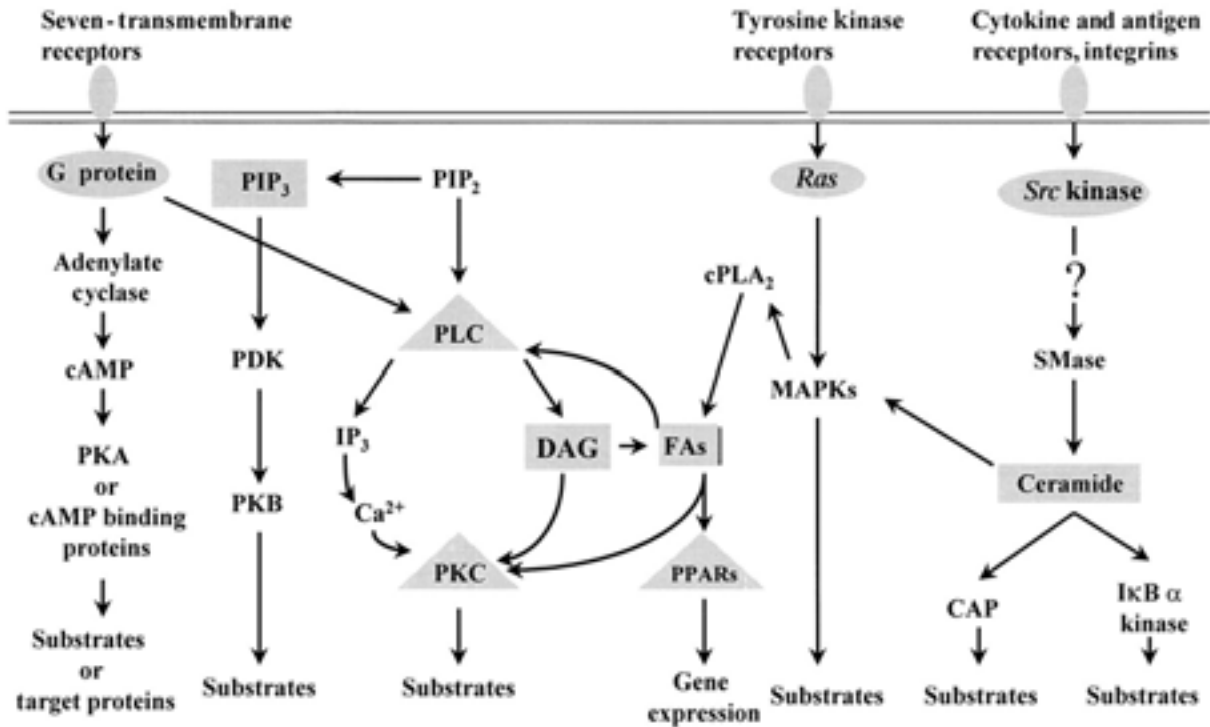 Seven-transmembrane
receptors
Tyrosine kinase
receptors
Cytokine and antigen
receptors, integrins
G protein
PIP₃
PIP₂
Ras
Src kinase
Adenylate
cyclase
cPLA₂
?
PLC
cAMP
PDK
MAPKs
SMase
IP₃
DAG
FAs
PKA
or
cAMP binding
proteins
PKB
Ca²⁺
Ceramide
PKC
PPARs
CAP
IκB α
kinase
Substrates
or
target proteins
Substrates
Substrates
Gene
expression
Substrates
Substrates
Substrates